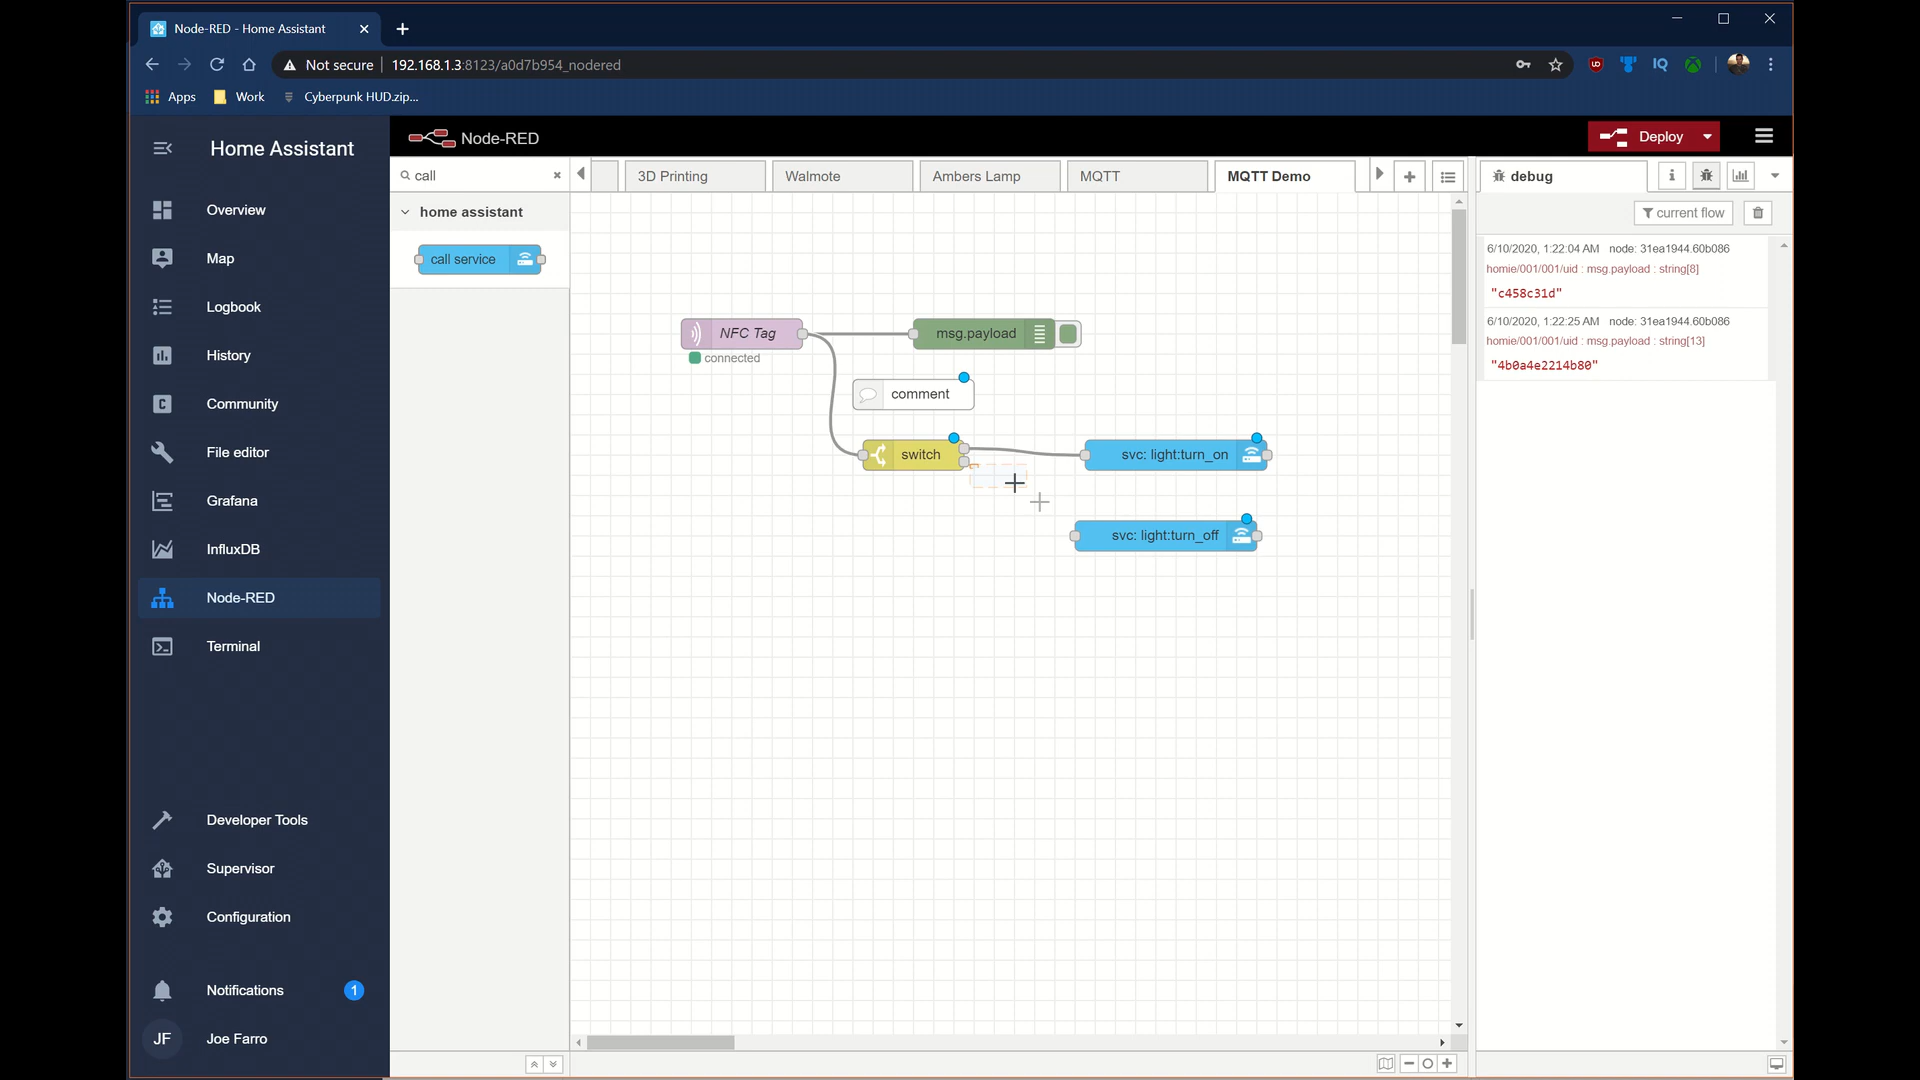 Node-RED - Home Assistant
Not secure
192.168.1.3:8123/a0d7b954_nodered
Apps
Work
Cyberpunk HUD.zip...
Home Assistant
Overview
Map
Logbook
History
Community
File editor
Grafana
InfluxDB
Node-RED
Terminal
Developer Tools
Supervisor
Configuration
Notifications
1
JF
Joe Farro
Node-RED
Deploy
call
home assistant
call service
3D Printing
Walmote
Ambers Lamp
MQTT
MQTT Demo
NFC Tag
connected
msg.payload
comment
switch
svc: light:turn_on
svc: light:turn_off
debug
current flow
6/10/2020, 1:22:04 AM node: 31ea1944.60b086
homie/001/001/uid : msg.payload : string[8]
"c458c31d"
6/10/2020, 1:22:25 AM node: 31ea1944.60b086
homie/001/001/uid : msg.payload : string[13]
"4b0a4e2214b80"